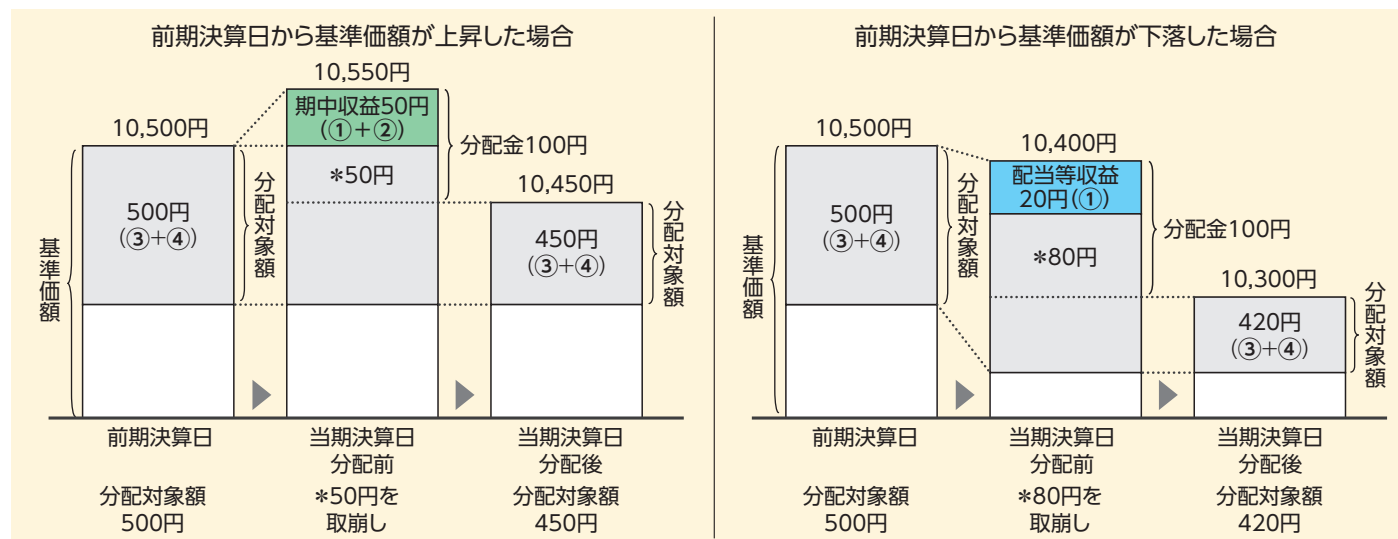 前期決算日から基準価額が上昇した場合
10,550円
期中収益50円
(①+②)
10,500円
分配金100円
*50円
10,450円
500円
(③+④)
分配対象額
450円
(③+④)
分配対象額
基準価額
前期決算日
当期決算日
分配前
当期決算日
分配後
分配対象額
500円
*50円を
取崩し
分配対象額
450円
前期決算日から基準価額が下落した場合
10,500円
10,400円
配当等収益
20円(①)
分配金100円
500円
(③+④)
分配対象額
*80円
10,300円
420円
(③+④)
分配対象額
基準価額
前期決算日
当期決算日
分配前
当期決算日
分配後
分配対象額
500円
*80円を
取崩し
分配対象額
420円